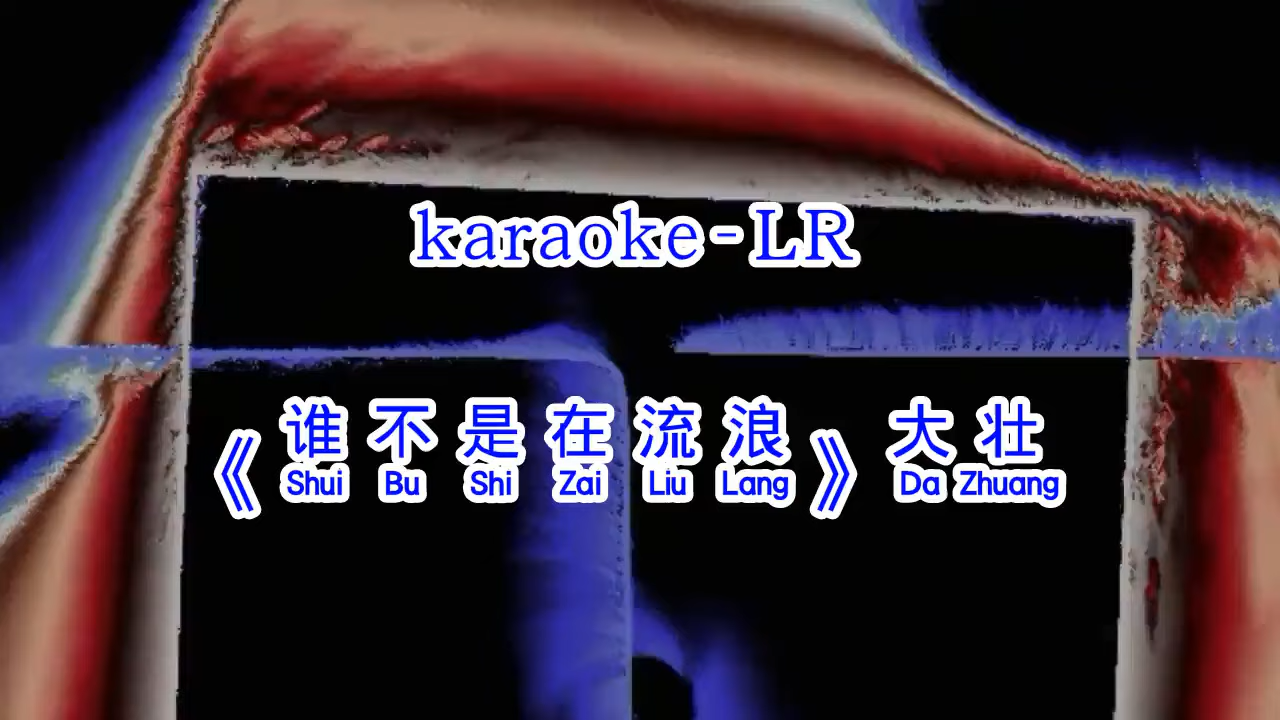 karaoke-LR
《谁不是在流浪》 大壮
Shui Bu Shi Zai Liu Lang Da Zhuang